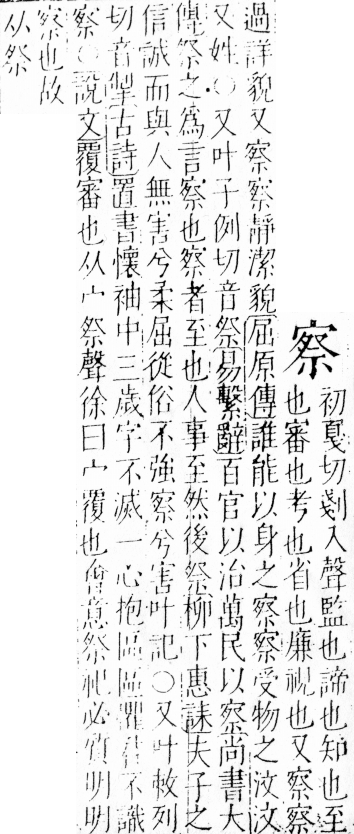 察
初戛切剗入聲監也諦也知也至
也審也考也省也廉視也又察察
過詳貌又察察靜潔貌屈原傳誰能以身之察察受物之汶汶
又姓○又叶子例切音祭易繫辭百官以治萬民以察尚書大
傳祭之為言察也察者至也人事至然後祭柳下惠誄夫子之
信誠而與人無害兮柔屈從俗不強察兮害叶記○又叶敕列
切音掣古詩置書懷袖中三歲字不滅一心抱區區懼君不識
察○說文覆審也从宀祭聲徐曰宀覆也會意祭祀必質明明
察也故
从祭